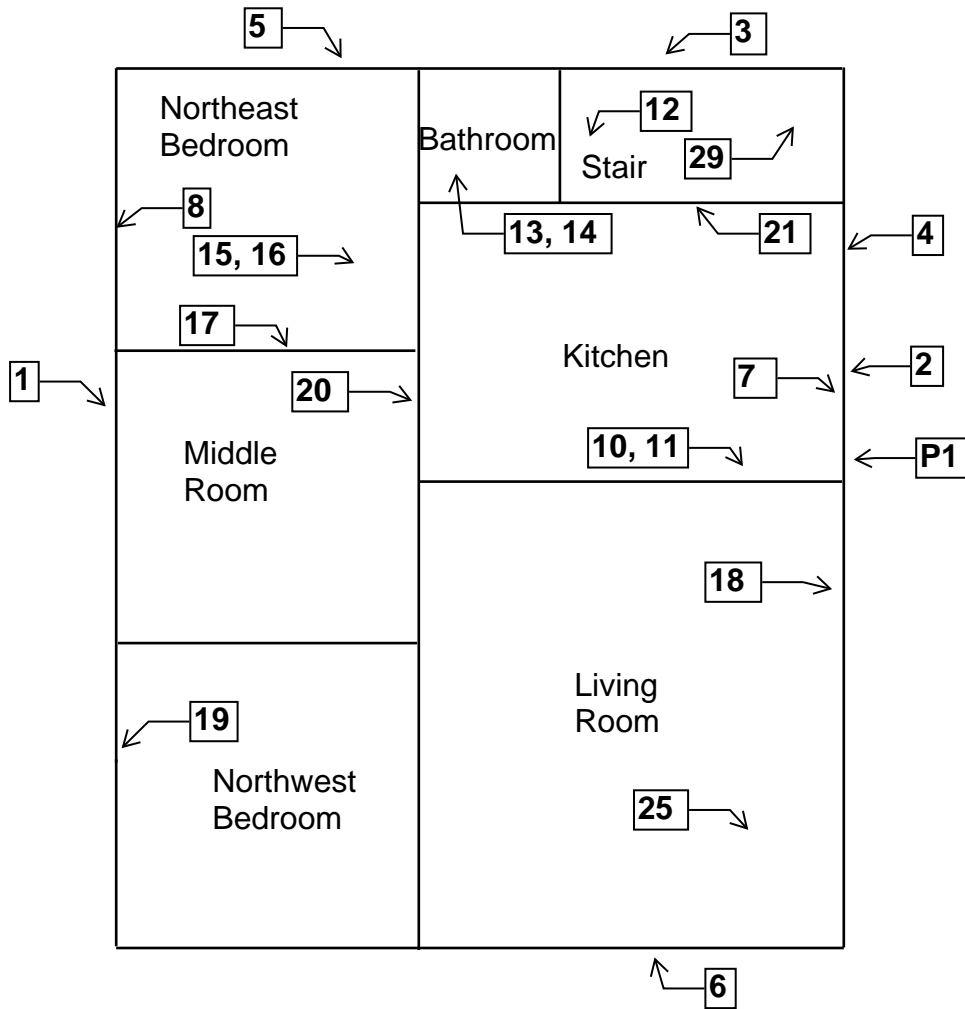 5
3
Northeast
Bedroom
12
Bathroom
29
Stair
8
13, 14
21
4
15, 16
17
Kitchen
2
1
20
7
10, 11
P1
Middle
Room
18
Living
Room
19
Northwest
Bedroom
25
6